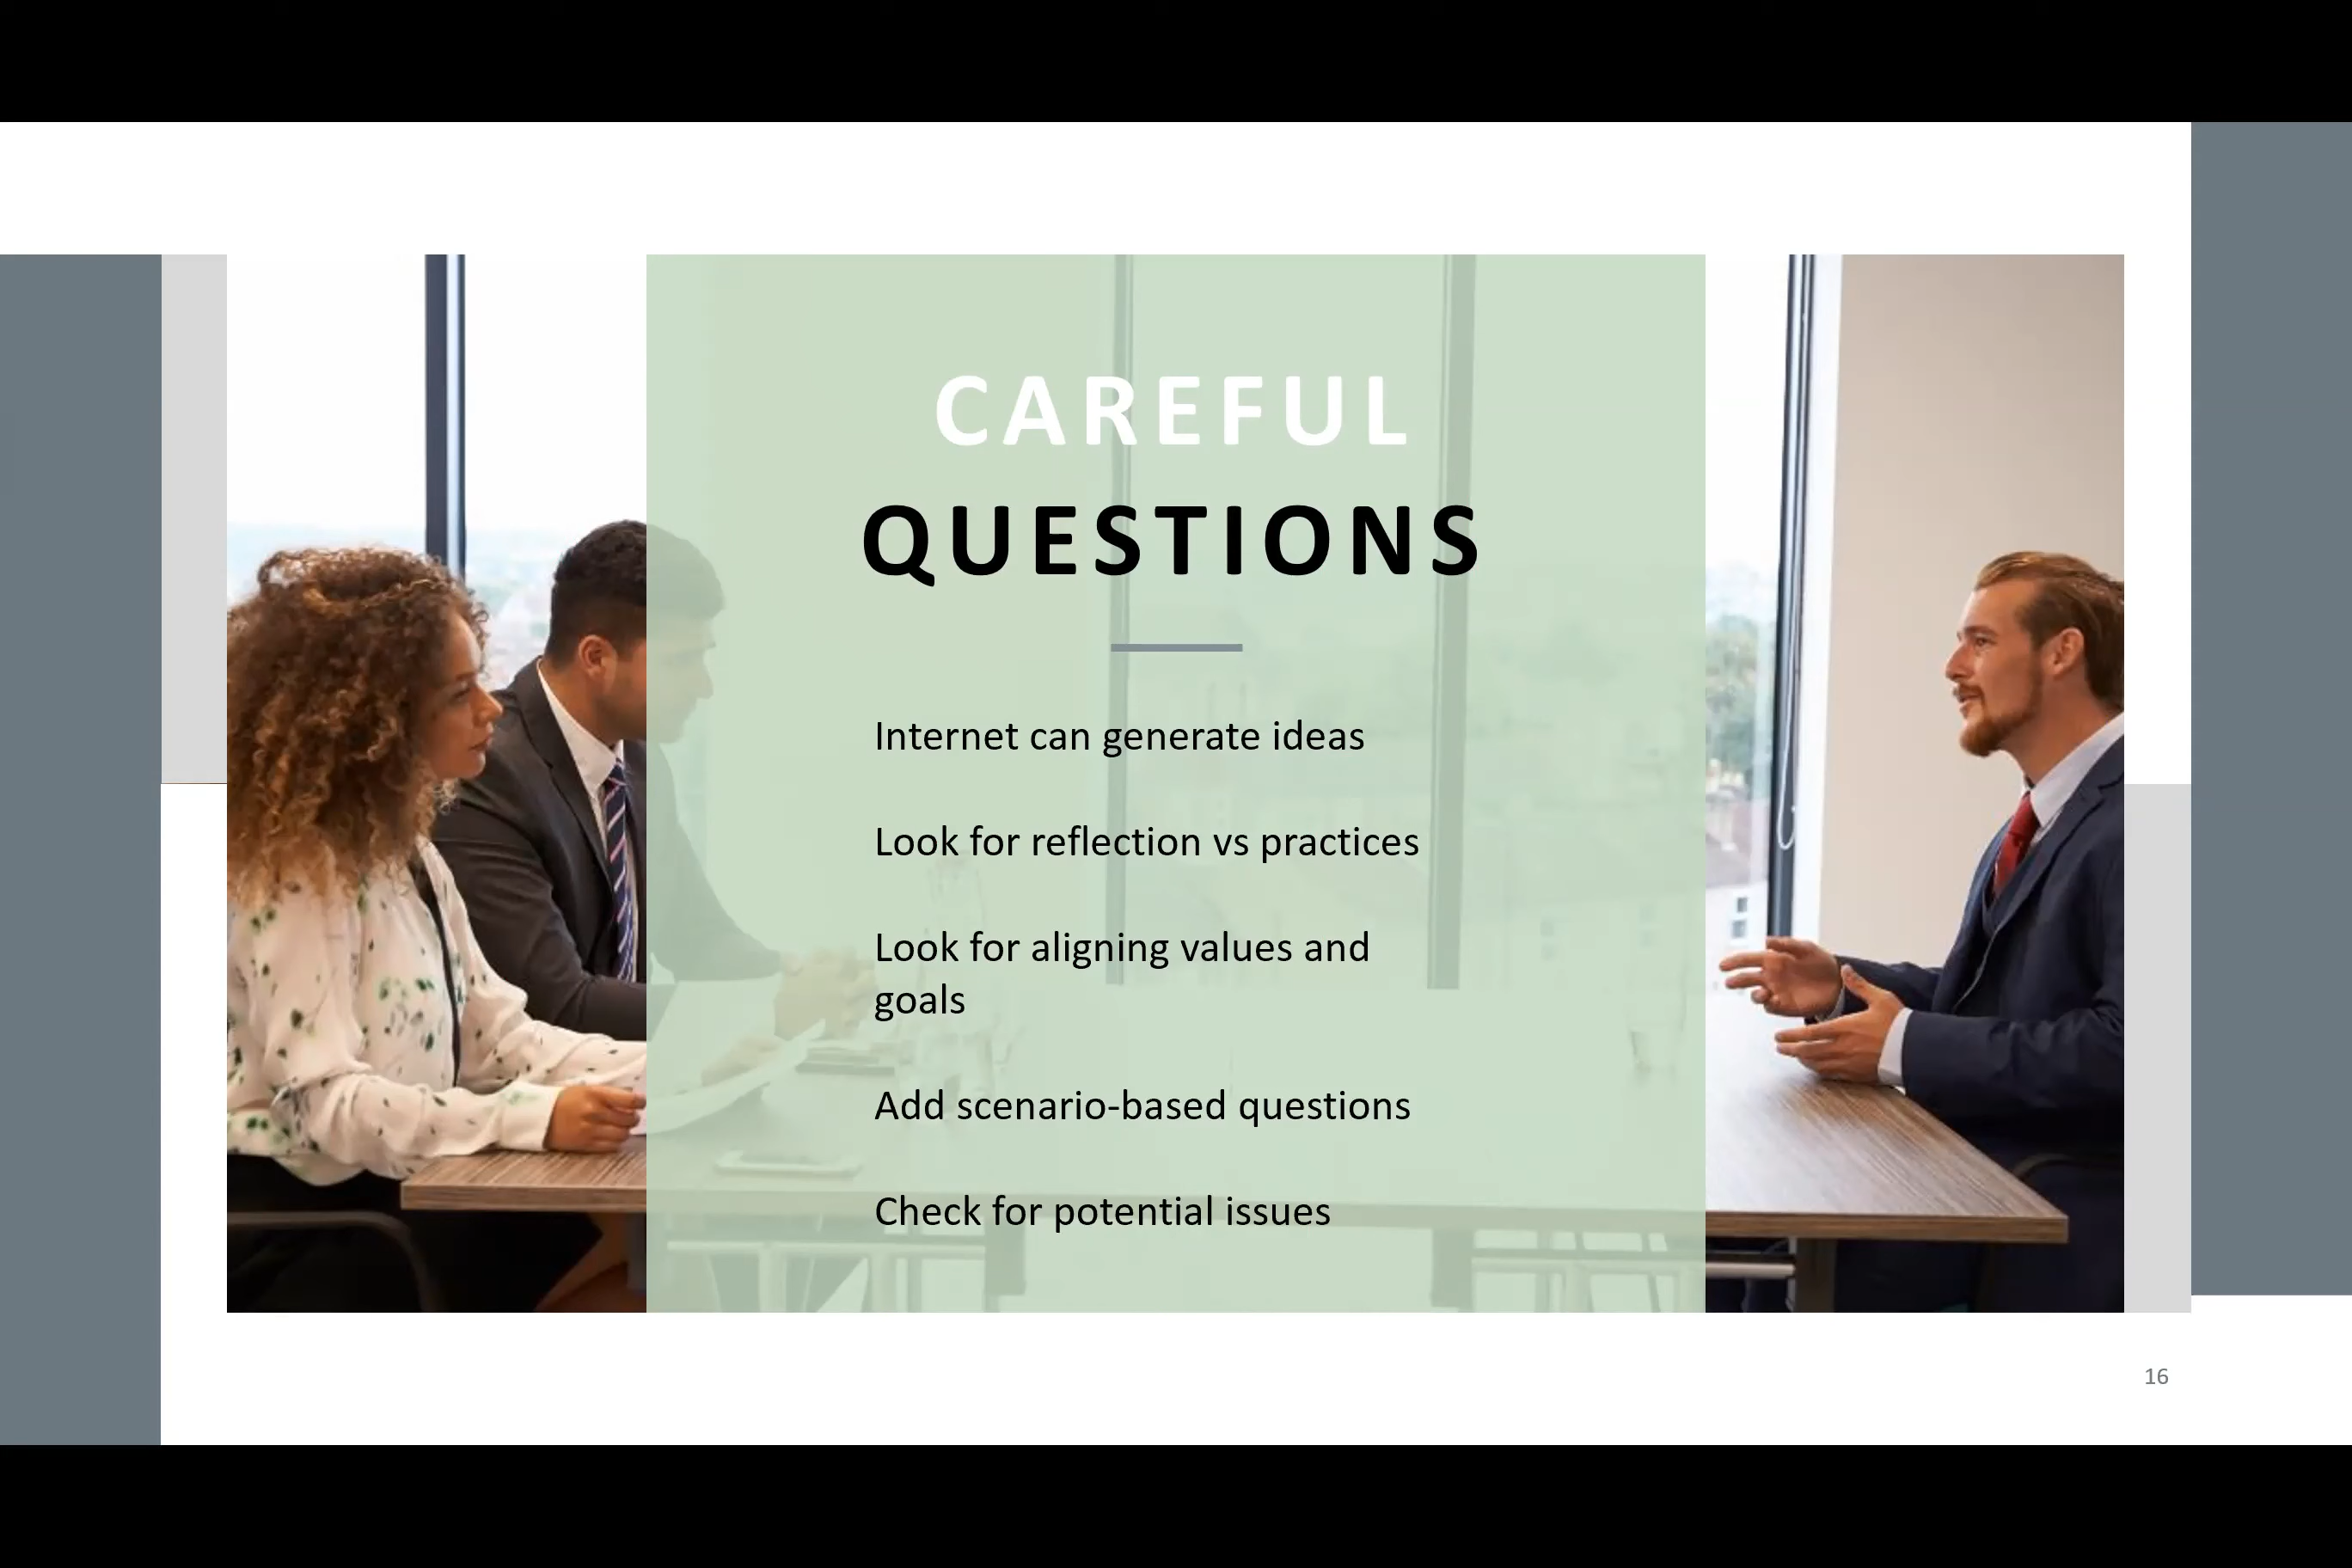 CAREFUL
QUESTIONS
Internet can generate ideas
Look for reflection vs practices
Look for aligning values and
goals
Add scenario-based questions
Check for potential issues
16